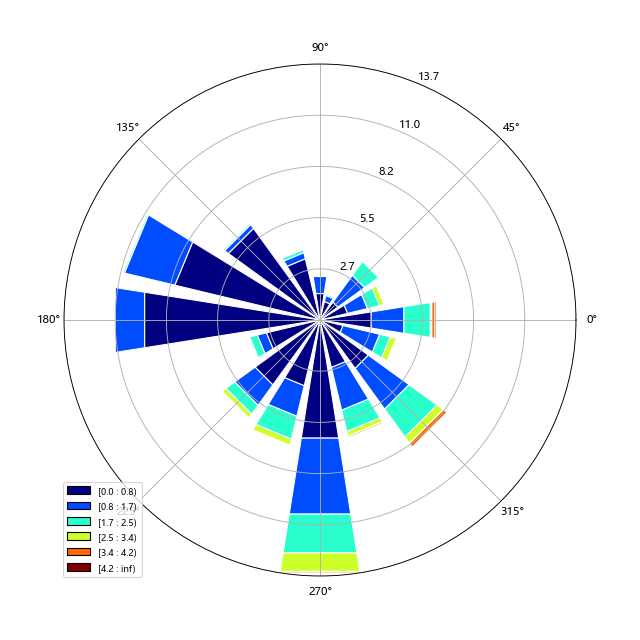 90°
13.7
135°
11.0
45°
8.2
5.5
2.7
180°
0°
[0.0 : 0.8)
[0.8 : 1.7)
225°
315°
[1.7 : 2.5)
[2.5 : 3.4)
[3.4 : 4.2)
[4.2 : inf)
270°